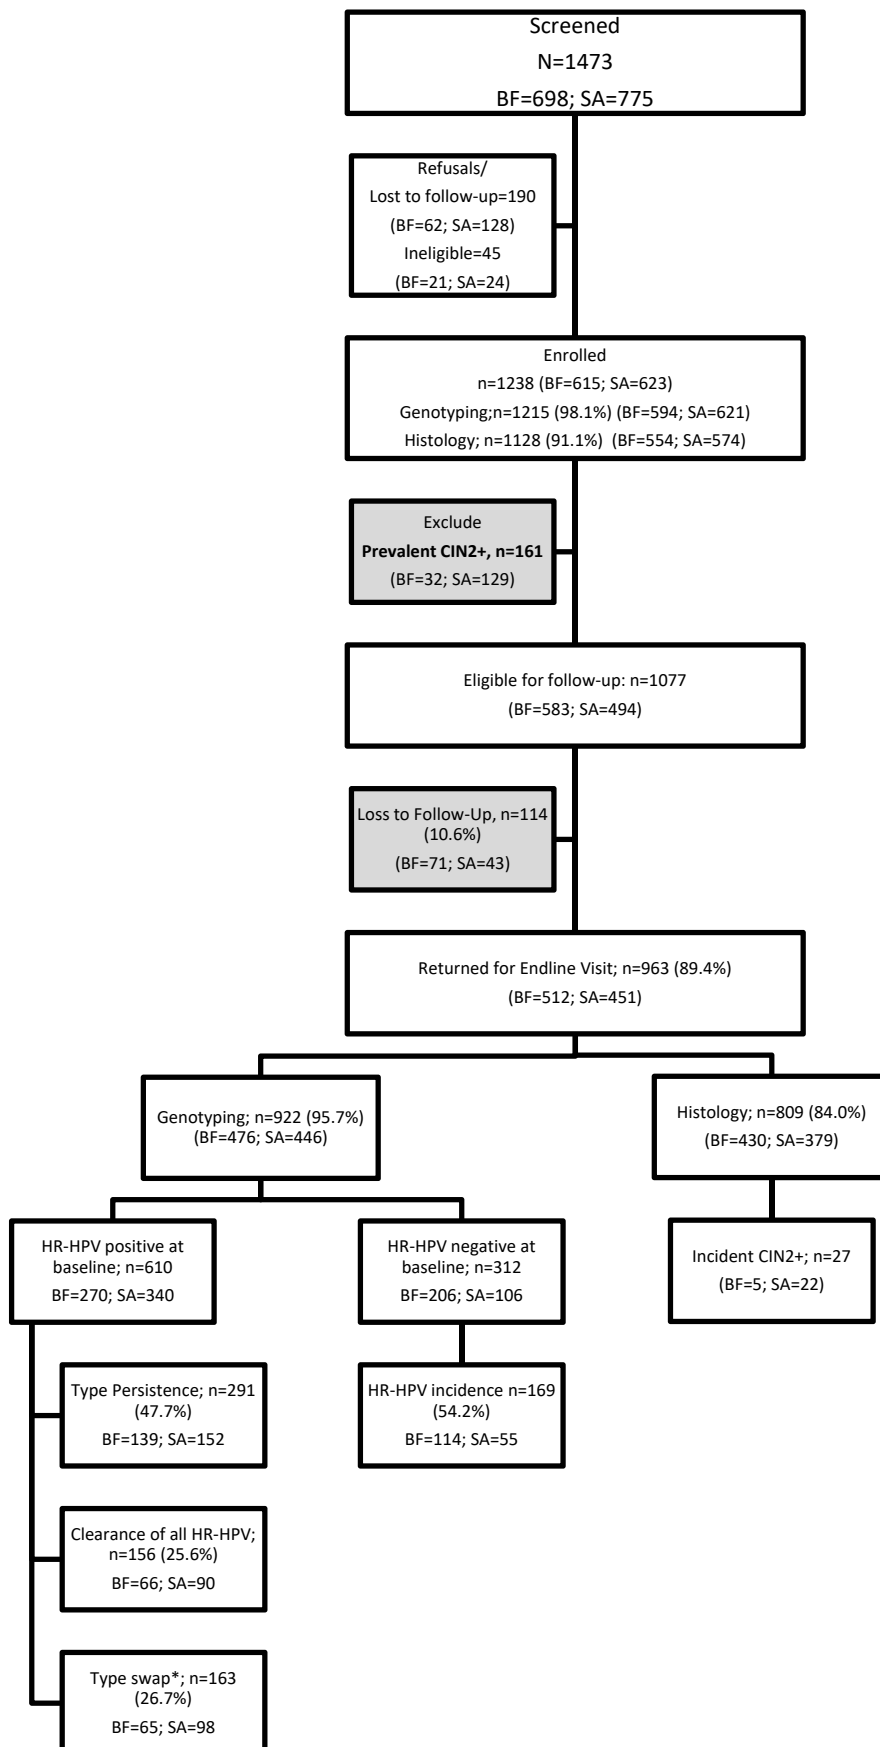 Screened
N=1473
BF=698; SA=775
Refusals/
Lost to follow-up=190
(BF=62; SA=128)
Ineligible=45
(BF=21; SA=24)
Enrolled
n=1238 (BF=615; SA=623)
Genotyping;n=1215 (98.1%) (BF=594; SA=621)
Histology; n=1128 (91.1%) (BF=554; SA=574)
Exclude
Prevalent CIN2+, n=161
(BF=32; SA=129)
Eligible for follow-up: n=1077
(BF=583; SA=494)
Loss to Follow-Up, n=114
(10.6%)
(BF=71; SA=43)
Returned for Endline Visit; n=963 (89.4%)
(BF=512; SA=451)
Genotyping; n=922 (95.7%)
(BF=476; SA=446)
Histology; n=809 (84.0%)
(BF=430; SA=379)
HR-HPV positive at
baseline; n=610
BF=270; SA=340
HR-HPV negative at
baseline; n=312
BF=206; SA=106
Incident CIN2+; n=27
(BF=5; SA=22)
Type Persistence; n=291
(47.7%)
BF=139; SA=152
HR-HPV incidence n=169
(54.2%)
BF=114; SA=55
Clearance of all HR-HPV;
n=156 (25.6%)
BF=66; SA=90
Type swap*; n=163
(26.7%)
BF=65; SA=98